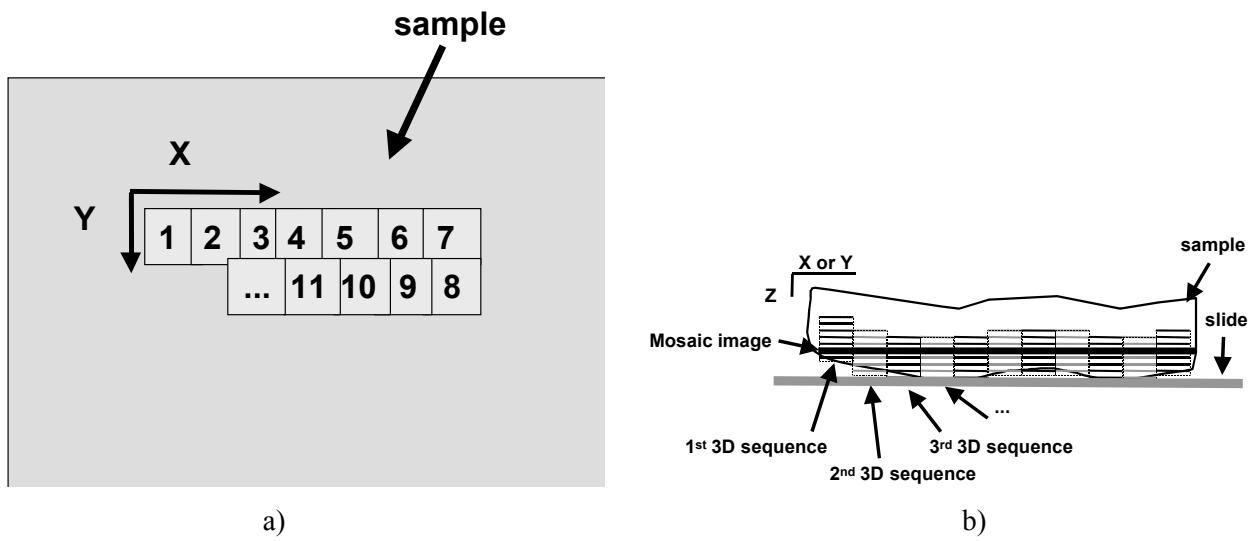 sample
X
Y
1 2 3 4 5 6 7
... 11 10 9 8
a)
sample
X or Y
Z
slide
Mosaic image
...
1st 3D sequence
3rd 3D sequence
2nd 3D sequence
b)